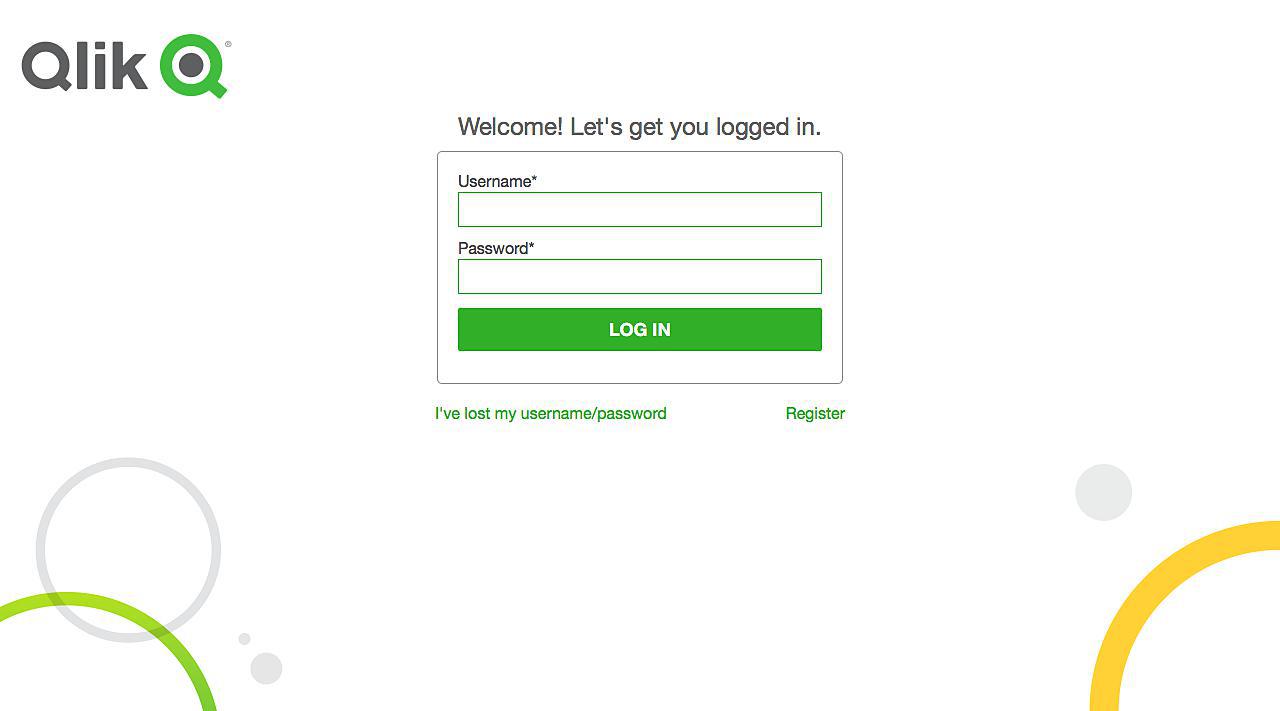 Qlik
®
Welcome! Let's get you logged in.
Username*
Password*
LOG IN
I've lost my username/password
Register